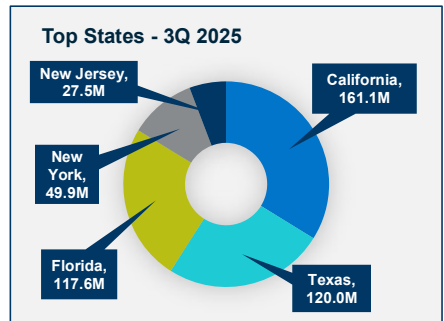 Top States - 3Q 2025
New Jersey,
27.5M
California,
161.1M
New
York,
49.9M
Florida,
117.6M
Texas,
120.0M